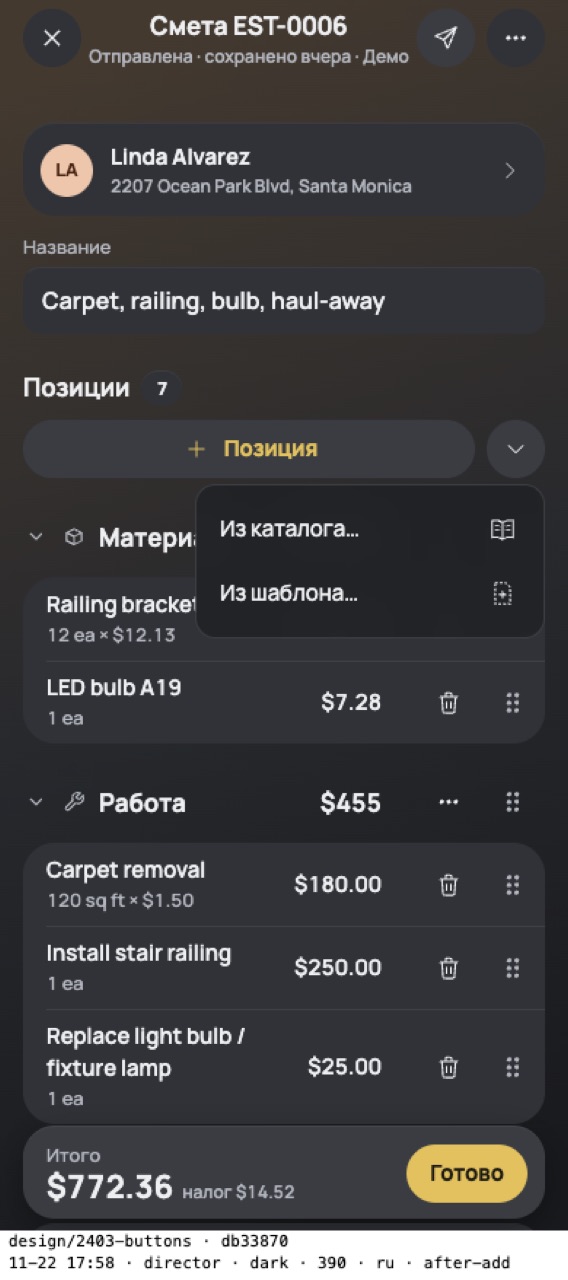 Смета EST-0006
Отправлена · сохранено вчера · Демо
LA
Linda Alvarez
2207 Ocean Park Blvd, Santa Monica
Название
Carpet, railing, bulb, haul-away
Позиции 7
+ Позиция
Из каталога...
Из шаблона...
Railing bracket
12 ea × $12.13
LED bulb A19
1 ea
$7.28
Работа $455
Carpet removal
120 sq ft × $1.50
$180.00
Install stair railing
1 ea
$250.00
Replace light bulb /
fixture lamp
1 ea
$25.00
Итого
$772.36 налог $14.52
Готово
design/2403-buttons · db33870
11-22 17:58 · director · dark · 390 · ru · after-add